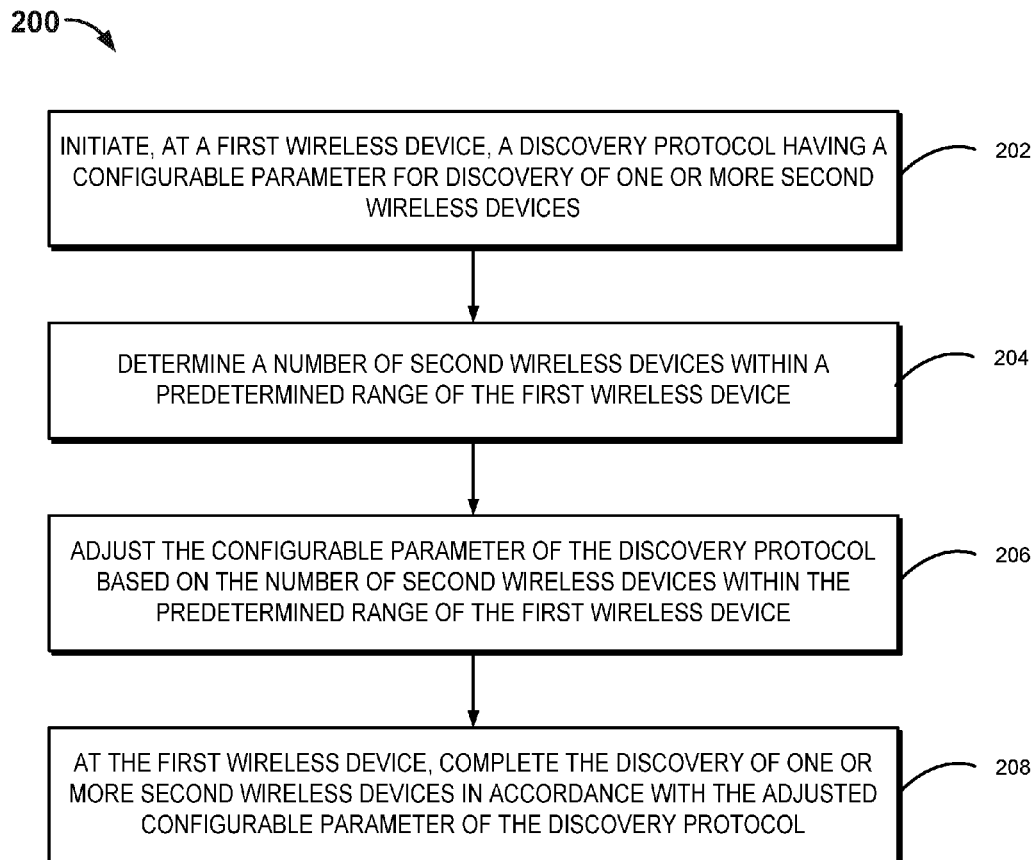 200
INITIATE, AT A FIRST WIRELESS DEVICE, A DISCOVERY PROTOCOL HAVING A
CONFIGURABLE PARAMETER FOR DISCOVERY OF ONE OR MORE SECOND
WIRELESS DEVICES
202
DETERMINE A NUMBER OF SECOND WIRELESS DEVICES WITHIN A
PREDETERMINED RANGE OF THE FIRST WIRELESS DEVICE
204
ADJUST THE CONFIGURABLE PARAMETER OF THE DISCOVERY PROTOCOL
BASED ON THE NUMBER OF SECOND WIRELESS DEVICES WITHIN THE
PREDETERMINED RANGE OF THE FIRST WIRELESS DEVICE
206
AT THE FIRST WIRELESS DEVICE, COMPLETE THE DISCOVERY OF ONE OR
MORE SECOND WIRELESS DEVICES IN ACCORDANCE WITH THE ADJUSTED
CONFIGURABLE PARAMETER OF THE DISCOVERY PROTOCOL
208